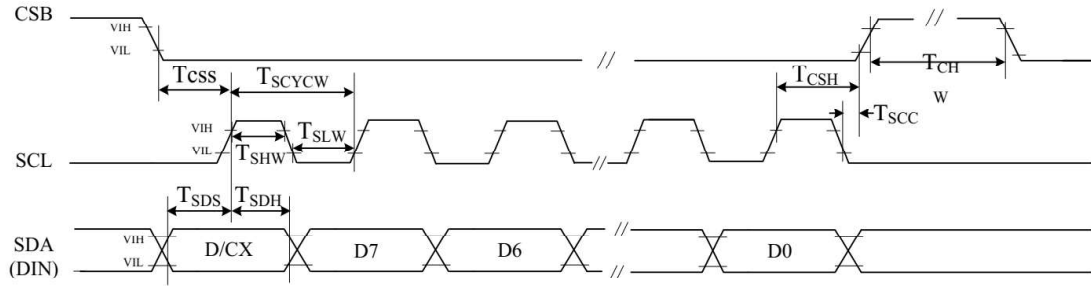 CSB
VIH
//
VIL
//
Tcss
TSCYCW
TCSH
TCH
W
TSCC
VIH
TSLW
SCL
VIL
TSHW
//
TSDS
TSDH
SDA
(DIN)
VIH
VIL
D/CX
D7
D6
//
//
D0